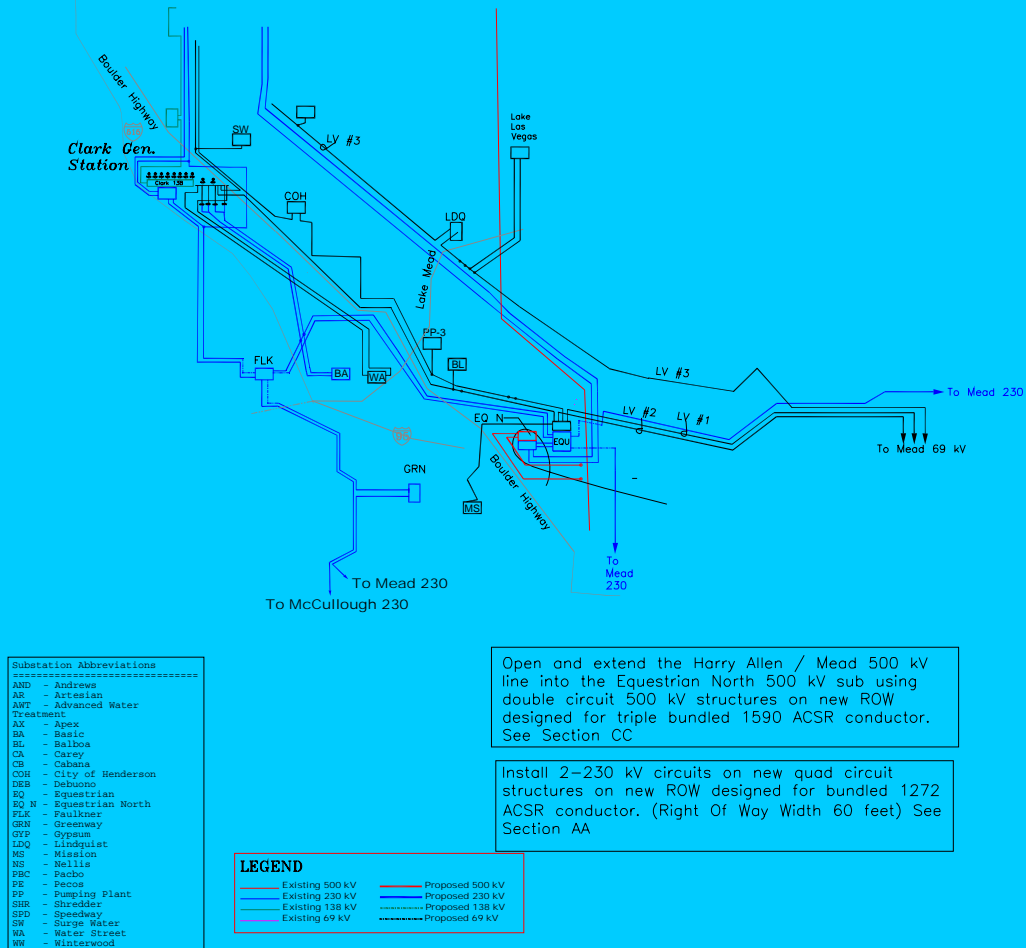 Boulder Highway
Clark Gen.
Station
Clark 138
SW
LV #3
Lake
Las
Vegas
COH
LDQ
Lake Mead
PP-3
FLK
BA
WA
BL
LV #3
To Mead 230
LV #2
LV #1
EQ N
EQU
To Mead 69 kV
GRN
MS
Boulder Highway
To
Mead
230
To Mead 230
To McCullough 230
Substation Abbreviations
===============================
AND - Andrews
AR - Artesian
AWT - Advanced Water
Treatment
AX - Apex
BA - Basic
BL - Balboa
CA - Carey
CB - Cabana
COH - City of Henderson
DEB - Debuono
EQ - Equestrian
EQ N - Equestrian North
FLK - Faulkner
GRN - Greenway
GYP - Gypsum
LDQ - Lindquist
MS - Mission
NS - Nellis
PBC - Pacbo
PE - Pecos
PP - Pumping Plant
SHR - Shredder
SPD - Speedway
SW - Surge Water
WA - Water Street
WW - Winterwood
LEGEND
Existing 500 kV Proposed 500 kV
Existing 230 kV Proposed 230 kV
Existing 138 kV Proposed 138 kV
Existing 69 kV Proposed 69 kV
Open and extend the Harry Allen / Mead 500 kV
line into the Equestrian North 500 kV sub using
double circuit 500 kV structures on new ROW
designed for triple bundled 1590 ACSR conductor.
See Section CC
Install 2-230 kV circuits on new quad circuit
structures on new ROW designed for bundled 1272
ACSR conductor. (Right Of Way Width 60 feet) See
Section AA